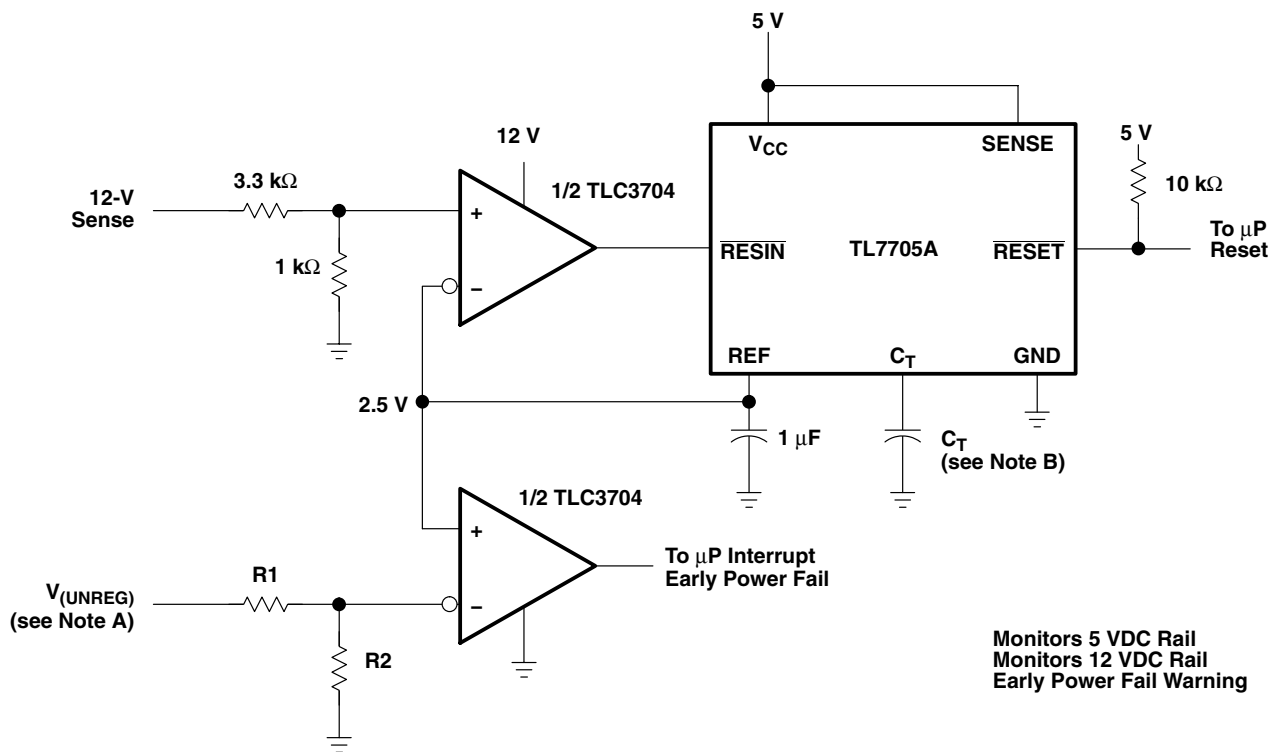 5 V
12 V
V_CC
SENSE
5 V
3.3 kΩ
1/2 TLC3704
10 kΩ
12-V
Sense
+
To μP
Reset
1 kΩ
RESIN
TL7705A
RESET
−
REF
C_T
GND
2.5 V
1 μF
C_T
(see Note B)
1/2 TLC3704
+
To μP Interrupt
Early Power Fail
R1
V(UNREG)
(see Note A)
−
R2
Monitors 5 VDC Rail
Monitors 12 VDC Rail
Early Power Fail Warning